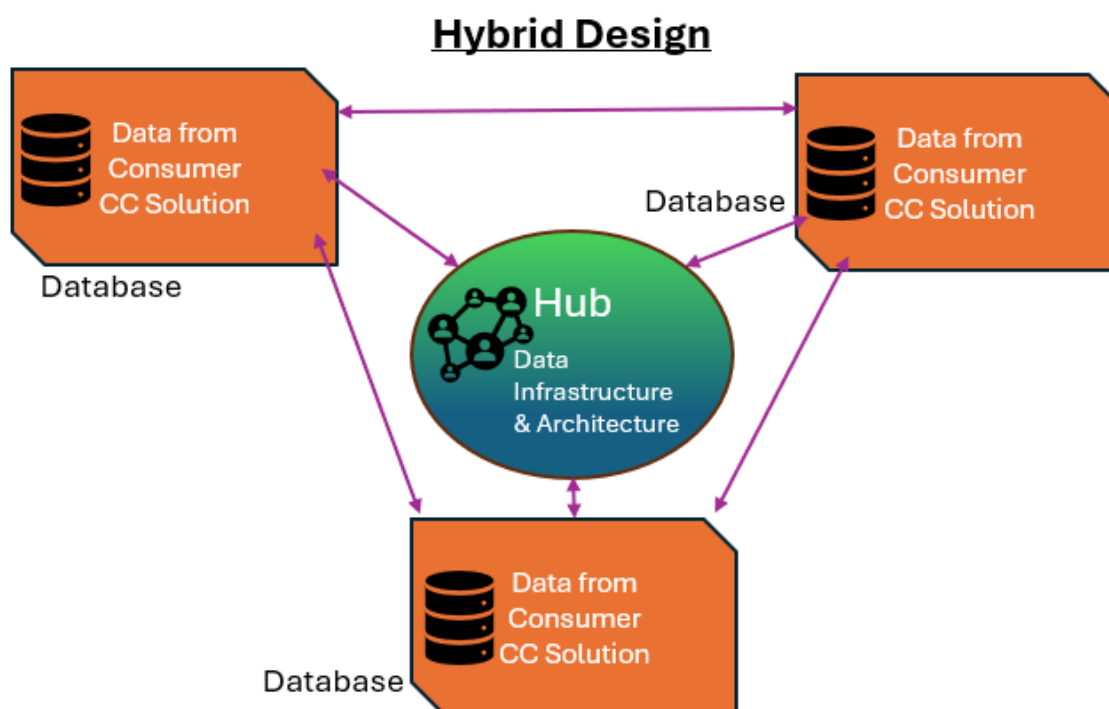 Hybrid Design
Data from
Consumer
CC Solution
Database
Data from
Consumer
CC Solution
Database
Hub
Data
Infrastructure
& Architecture
Data from
Consumer
CC Solution
Database